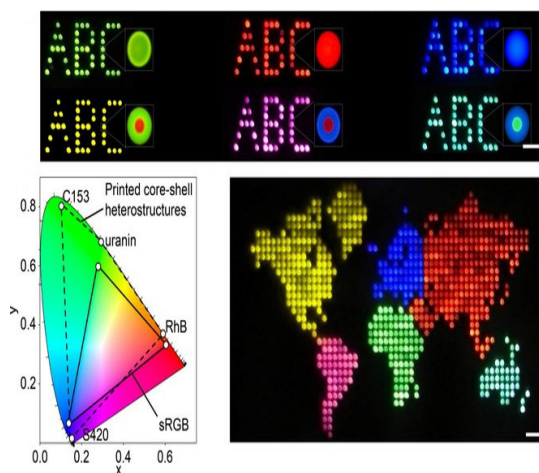 ABC ABC ABC
ABC ABC ABC
0.8
0.6
0.4
0.2
y
C153
Printed core-shell
heterostructures
uranin
RhB
sRGB
S420
0.0 0.2 0.4 0.6
x